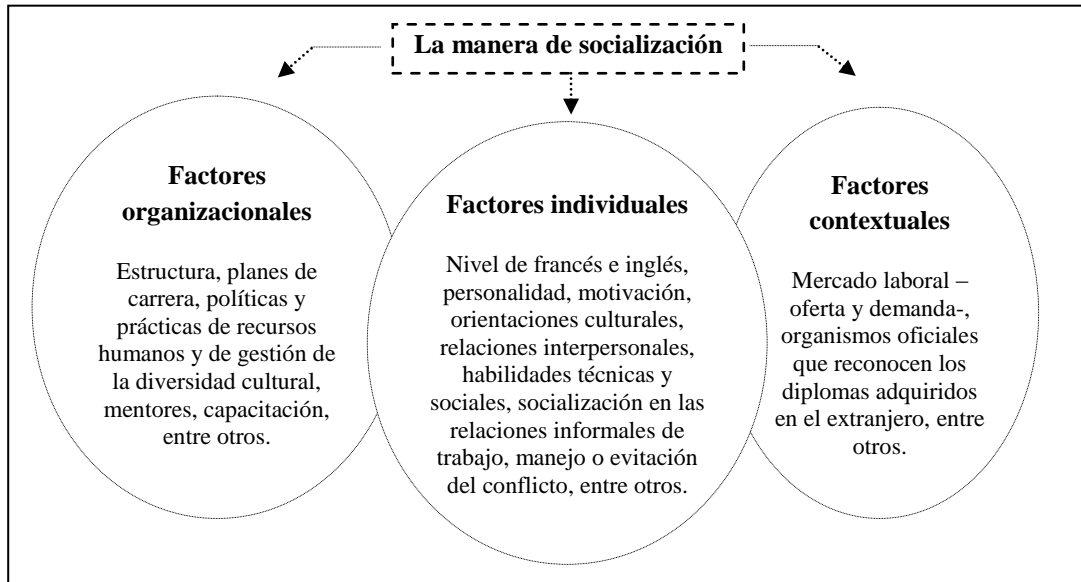 La manera de socialización
Factores
organizacionales
Estructura, planes de
carrera, políticas y
prácticas de recursos
humanos y de gestión de
la diversidad cultural,
mentores, capacitación,
entre otros.
Factores individuales
Nivel de francés e inglés,
personalidad, motivación,
orientaciones culturales,
relaciones interpersonales,
habilidades técnicas y
sociales, socialización en las
relaciones informales de
trabajo, manejo o evitación
del conflicto, entre otros.
Factores
contextuales
Mercado laboral –
oferta y demanda-,
organismos oficiales
que reconocen los
diplomas adquiridos
en el extranjero, entre
otros.